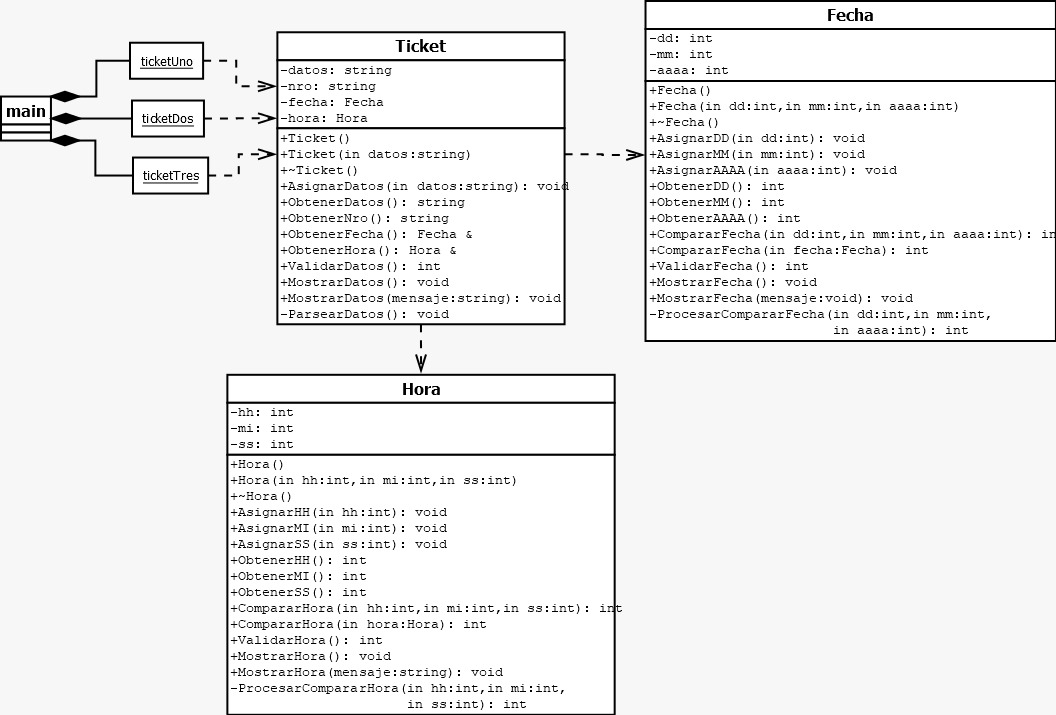 main
ticketUno
ticketDos
ticketTres
Ticket
-datos: string
-nro: string
-fecha: Fecha
-hora: Hora
+Ticket()
+Ticket(in datos:string)
+~Ticket()
+AsignarDatos(in datos:string): void
+ObtenerDatos(): string
+ObtenerNro(): string
+ObtenerFecha(): Fecha &
+ObtenerHora(): Hora &
+ValidarDatos(): int
+MostrarDatos(): void
+MostrarDatos(mensaje:string): void
-ParsearDatos(): void
Fecha
-dd: int
-mm: int
-aaaa: int
+Fecha()
+Fecha(in dd:int,in mm:int,in aaaa:int)
+~Fecha()
+AsignarDD(in dd:int): void
+AsignarMM(in mm:int): void
+AsignarAAAA(in aaaa:int): void
+ObtenerDD(): int
+ObtenerMM(): int
+ObtenerAAAA(): int
+CompararFecha(in dd:int,in mm:int,in aaaa:int): in
+CompararFecha(in fecha:Fecha): int
+ValidarFecha(): int
+MostrarFecha(): void
+MostrarFecha(mensaje:void): void
-ProcesarCompararFecha(in dd:int,in mm:int,
in aaaa:int): int
Hora
-hh: int
-mi: int
-ss: int
+Hora()
+Hora(in hh:int,in mi:int,in ss:int)
+~Hora()
+AsignarHH(in hh:int): void
+AsignarMI(in mi:int): void
+AsignarSS(in ss:int): void
+ObtenerHH(): int
+ObtenerMI(): int
+ObtenerSS(): int
+CompararHora(in hh:int,in mi:int,in ss:int): int
+CompararHora(in hora:Hora): int
+ValidarHora(): int
+MostrarHora(): void
+MostrarHora(mensaje:string): void
-ProcesarCompararHora(in hh:int,in mi:int,
in ss:int): int